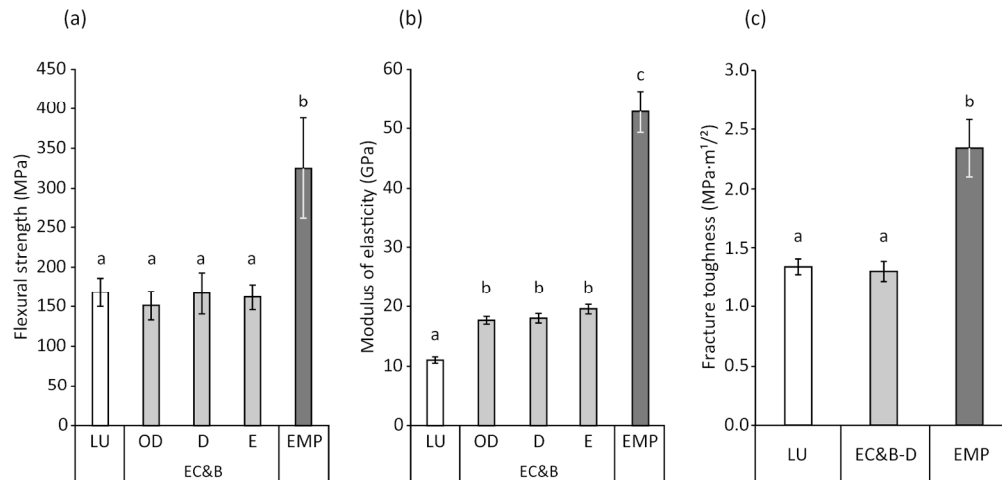 (a)
Flexural strength (MPa)
450
400
350
300
250
200
150
100
50
0
a
a
a
a
b
LU
OD
D
E
EMP
EC&B
(b)
Modulus of elasticity (GPa)
60
50
40
30
20
10
0
a
b
b
b
c
LU
OD
D
E
EMP
EC&B
(c)
Fracture toughness (MPa·m¹/²)
3.0
2.5
2.0
1.5
1.0
0.5
0.0
a
a
b
LU
EC&B-D
EMP